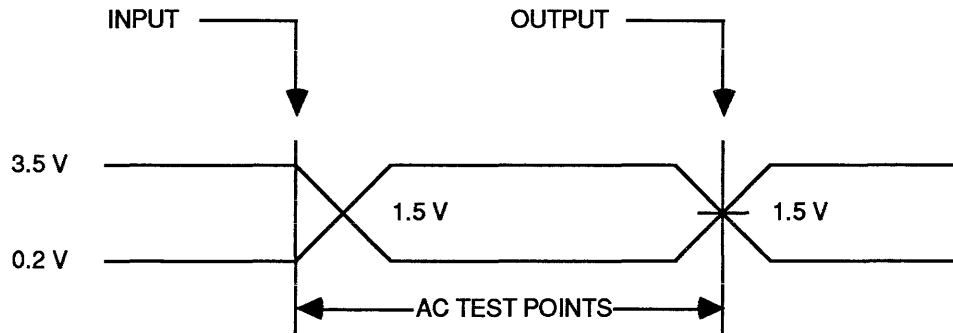 INPUT
OUTPUT
3.5 V
1.5 V
1.5 V
0.2 V
AC TEST POINTS